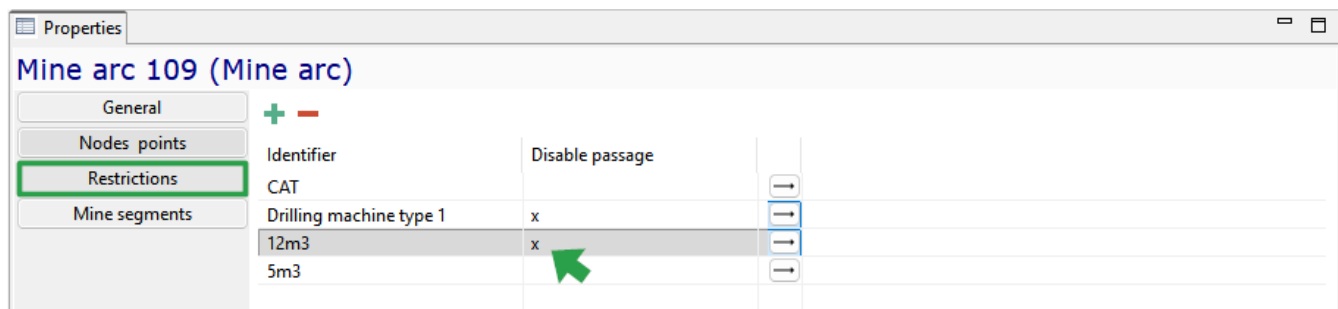 Properties
Mine arc 109 (Mine arc)
General
Nodes points
Restrictions
Mine segments
Identifier Disable passage
CAT
Drilling machine type 1 x
12m3 x
5m3